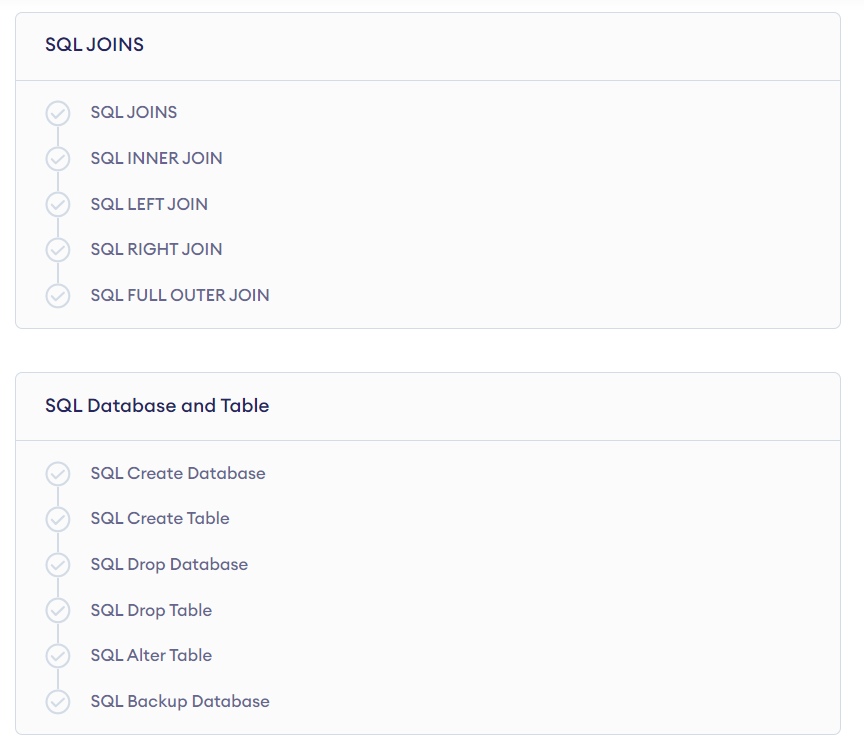 SQL JOINS
SQL JOINS
SQL INNER JOIN
SQL LEFT JOIN
SQL RIGHT JOIN
SQL FULL OUTER JOIN
SQL Database and Table
SQL Create Database
SQL Create Table
SQL Drop Database
SQL Drop Table
SQL Alter Table
SQL Backup Database